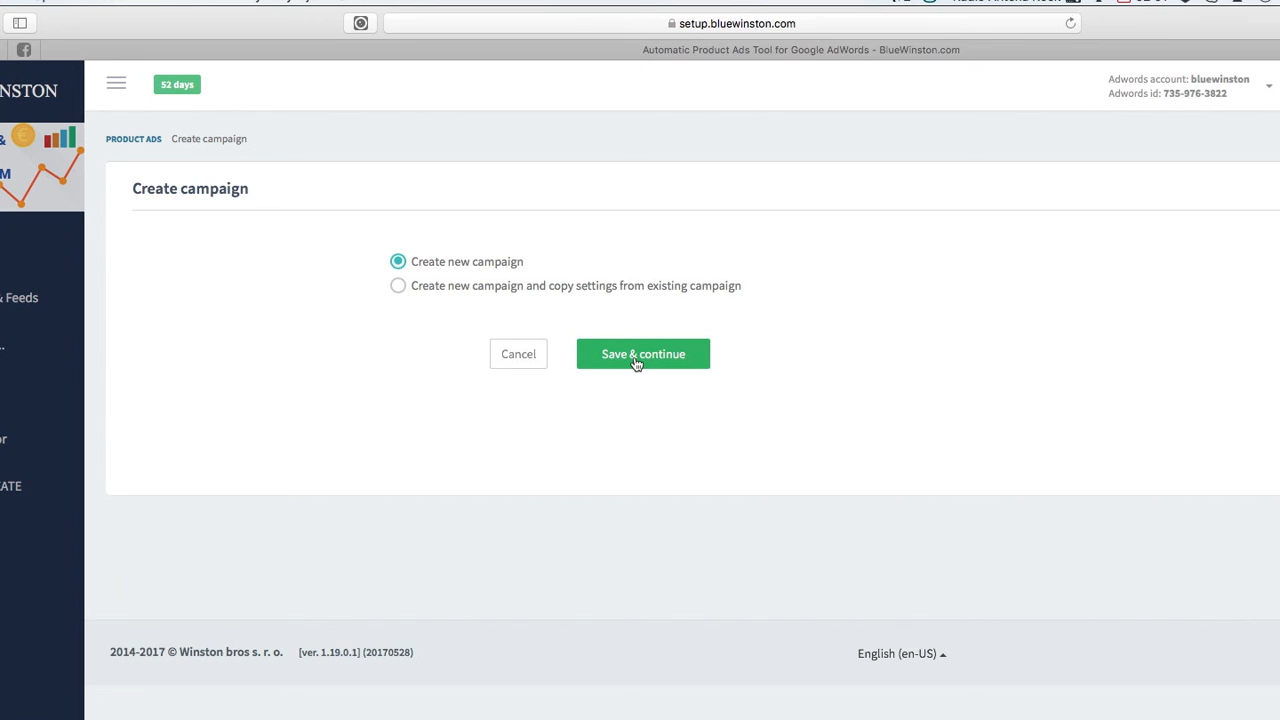 setup.bluewinston.com
Automatic Product Ads Tool for Google AdWords - BlueWinston.com
NSTON
52 days
Adwords account: bluewinston
Adwords id: 735-976-3822
&
M
PRODUCT ADS Create campaign
Create campaign
Create new campaign
& Feeds
Create new campaign and copy settings from existing campaign
..
Cancel
Save & continue
or
ATE
2014-2017 © Winston bros s. r. o. [ver. 1.19.0.1] (20170528)
English (en-US)